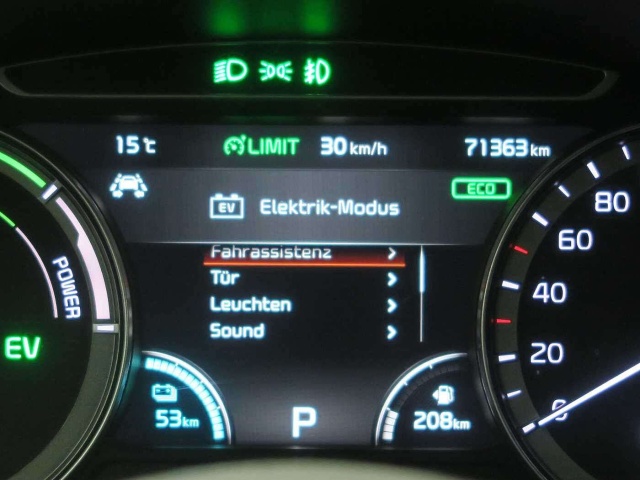 15℃ LIMIT 30 km/h 71363 km
ECO
EV Elektrik-Modus
80
Fahrassistenz
60
Tür
POWER
Leuchten
40
Sound
EV
20
53km P 208km
0